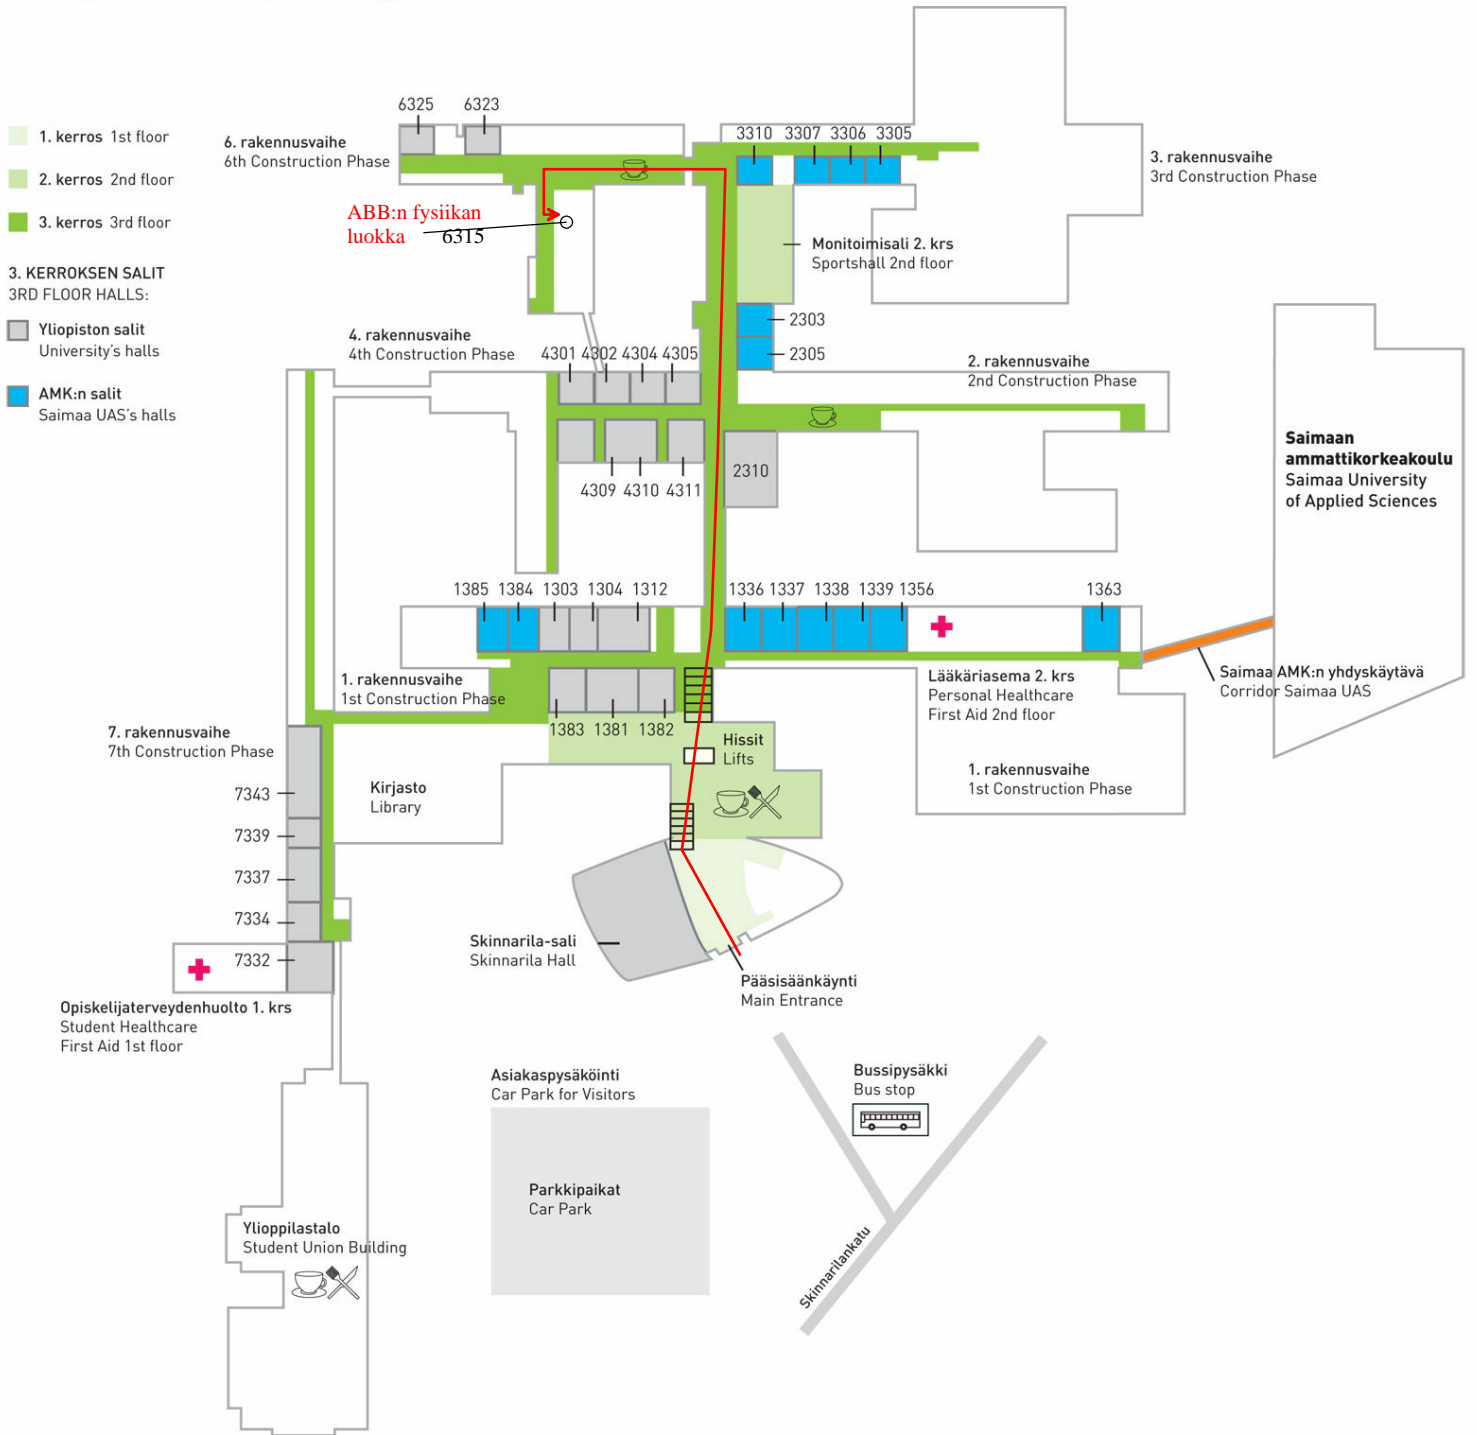 1. kerros 1st floor
2. kerros 2nd floor
3. kerros 3rd floor
3. KERROKSEN SALIT
3RD FLOOR HALLS:
Yliopiston salit
University's halls
AMK:n salit
Saimaa UAS's halls
6325
6323
6. rakennusvaihe
6th Construction Phase
ABB:n fysiikan
luokka
6315
3310
3307
3306
3305
3. rakennusvaihe
3rd Construction Phase
Monitoimisali 2. krs
Sportshall 2nd floor
2303
2305
4. rakennusvaihe
4th Construction Phase
4301
4302
4304
4305
2. rakennusvaihe
2nd Construction Phase
4309
4310
4311
2310
Saimaan
ammattikorkeakoulu
Saimaa University
of Applied Sciences
1385
1384
1303
1304
1312
1336
1337
1338
1339
1356
1363
1. rakennusvaihe
1st Construction Phase
Lääkäriasema 2. krs
Personal Healthcare
First Aid 2nd floor
Saimaa AMK:n yhdyskäytävä
Corridor Saimaa UAS
1383
1381
1382
7. rakennusvaihe
7th Construction Phase
Hissit
Lifts
1. rakennusvaihe
1st Construction Phase
Kirjasto
Library
7343
7339
7337
7334
7332
Skinnarila-sali
Skinnarila Hall
Pääsisäänkäynti
Main Entrance
Opiskelijaterveydenhuolto 1. krs
Student Healthcare
First Aid 1st floor
Asiakaspysäköinti
Car Park for Visitors
Bussipysäkki
Bus stop
Parkkipaikat
Car Park
Skinnarilankatu
Ylioppilastalo
Student Union Building